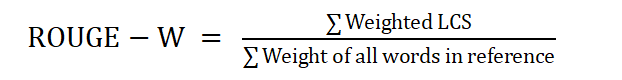 ROUGE − W = ∑Weighted LCS / ∑Weight of all words in reference